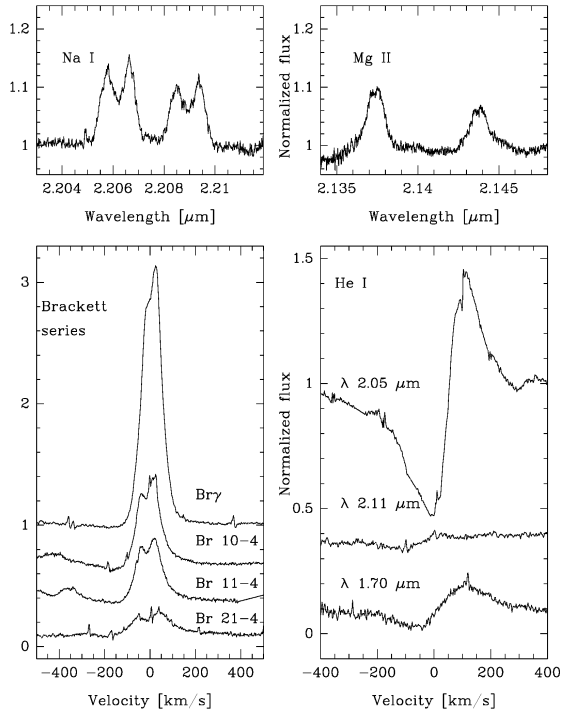 1.2
1.1
1
Na I
2.204
2.206
2.208
2.21
Wavelength [μm]
Normalized flux
1.2
1.1
1
Mg II
2.135
2.14
2.145
Wavelength [μm]
3
2
1
0
Brackett
series
Brγ
Br 10−4
Br 11−4
Br 21−4
−400
−200
0
200
400
Velocity [km/s]
Normalized flux
1.5
1
0.5
0
He I
λ 2.05 μm
λ 2.11 μm
λ 1.70 μm
−400
−200
0
200
400
Velocity [km/s]